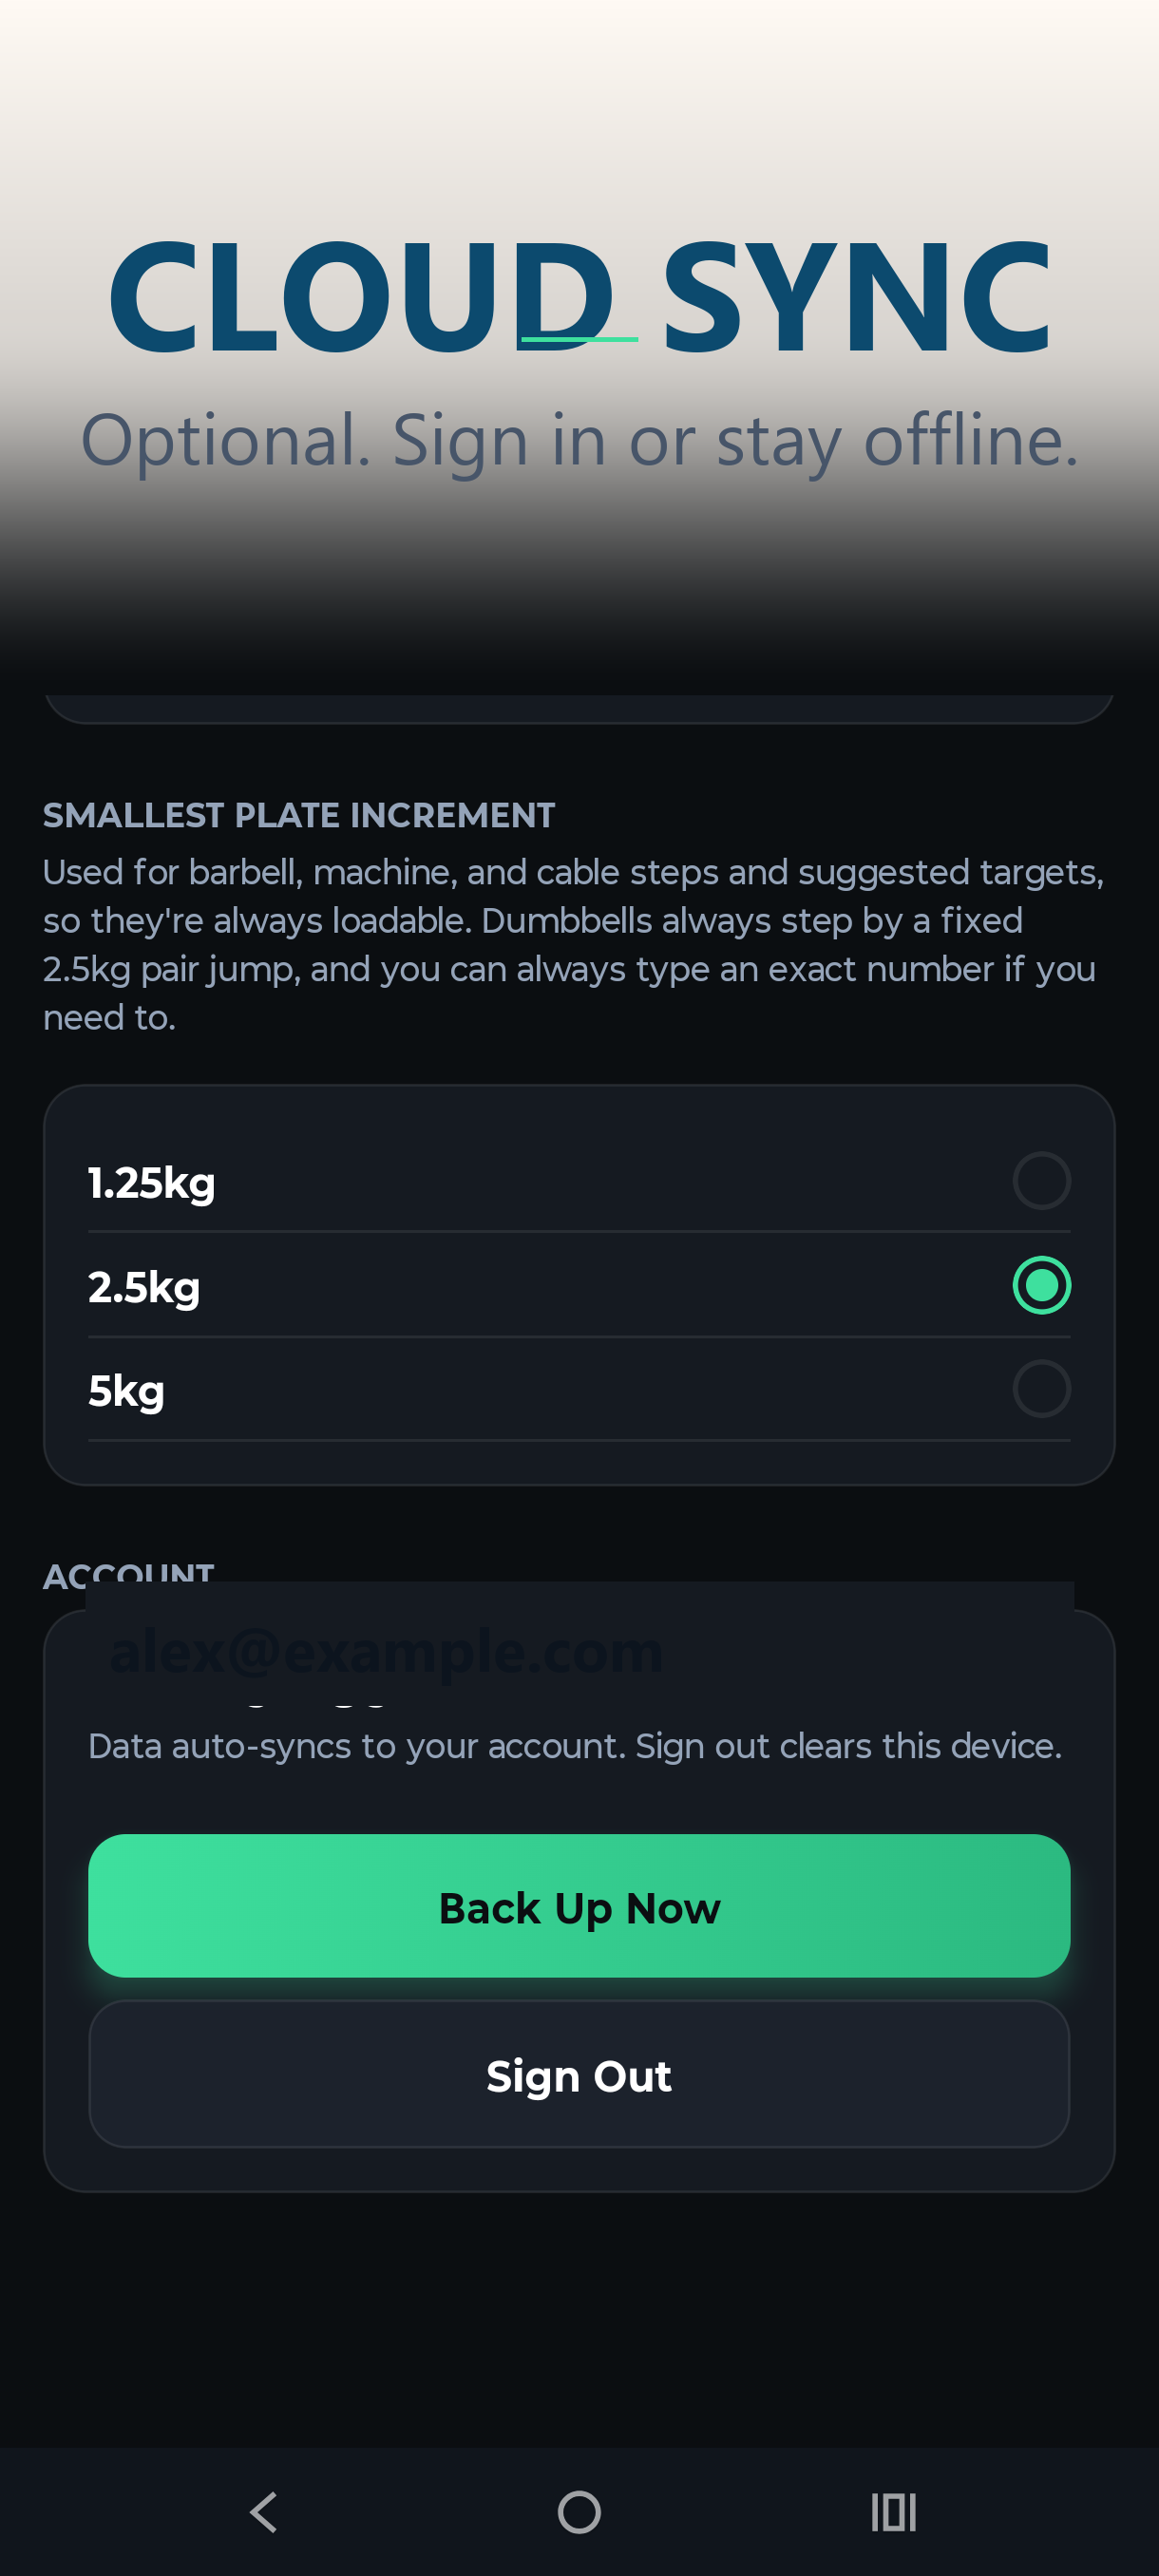 CLOUD SYNC
Optional. Sign in or stay offline.
SMALLEST PLATE INCREMENT
Used for barbell, machine, and cable steps and suggested targets,
so they're always loadable. Dumbbells always step by a fixed
2.5kg pair jump, and you can always type an exact number if you
need to.
1.25kg
2.5kg
5kg
ACCOUNT
alex@example.com
Data auto-syncs to your account. Sign out clears this device.
Back Up Now
Sign Out